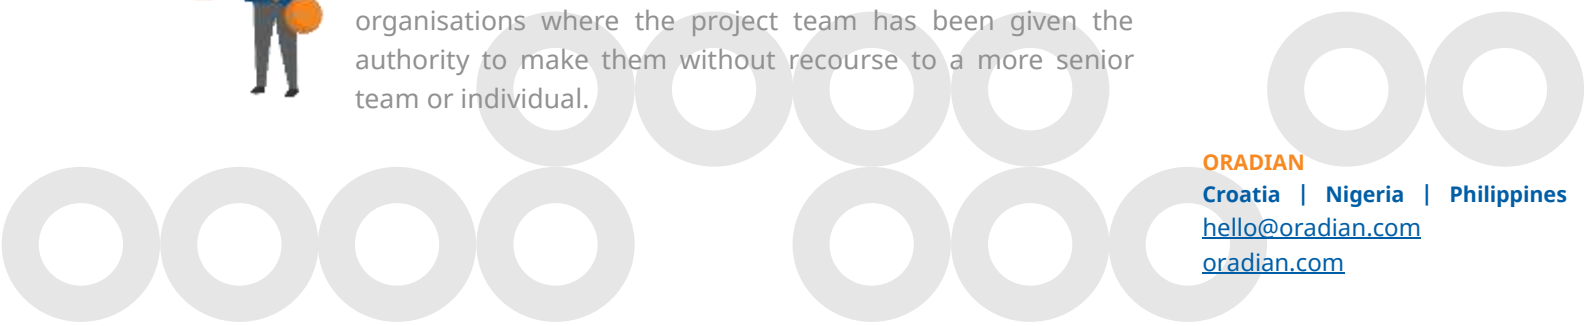 organisations where the project team has been given the
authority to make them without recourse to a more senior
team or individual.
ORADIAN
Croatia | Nigeria | Philippines
hello@oradian.com
oradian.com